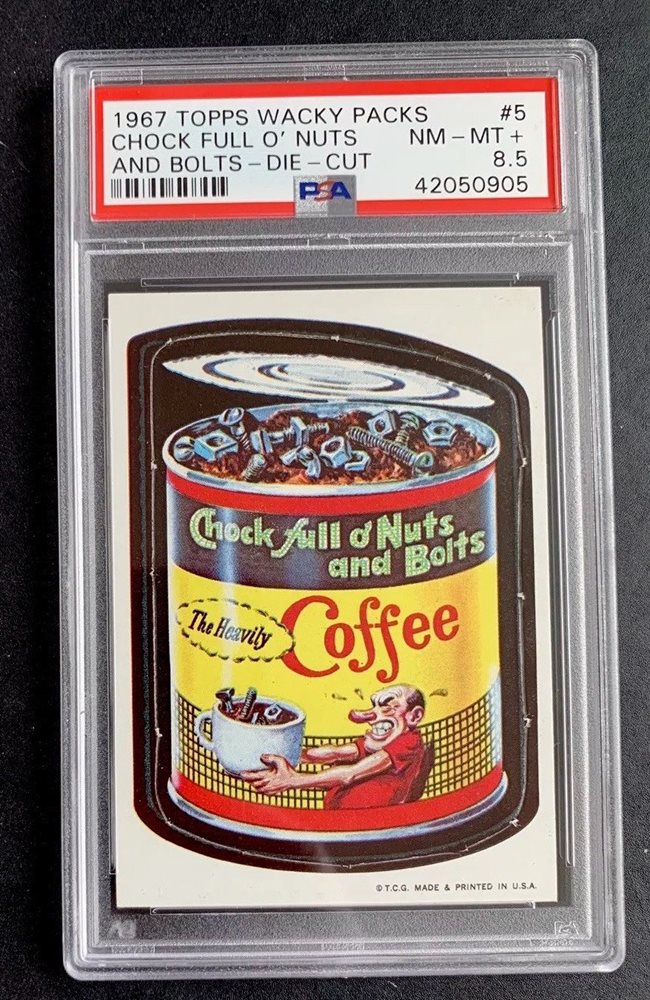 1967 TOPPS WACKY PACKS #5
CHOCK FULL O' NUTS NM – MT +
AND BOLTS – DIE – CUT 8.5
PSA 42050905
Chock full o' Nuts
and Bolts
The Heavily
Coffee
© T.C.G. MADE & PRINTED IN U.S.A.